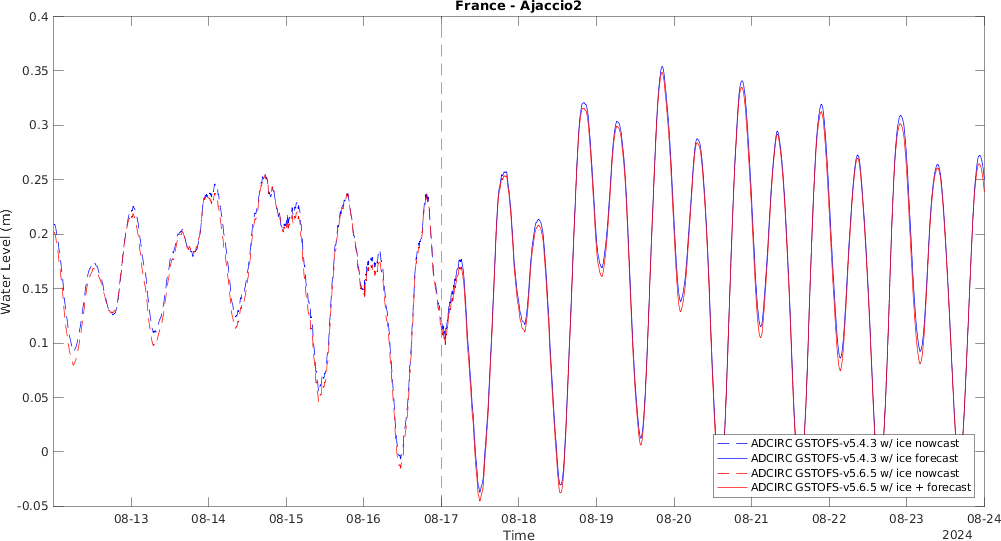 France - Ajaccio2
0.4
0.35
0.3
0.25
0.2
0.15
0.1
0.05
0
-0.05
Water Level (m)
08-13 08-14 08-15 08-16 08-17 08-18 08-19 08-20 08-21 08-22 08-23 08-24
Time
2024
ADCIRC GSTOFS-v5.4.3 w/ ice nowcast
ADCIRC GSTOFS-v5.4.3 w/ ice forecast
ADCIRC GSTOFS-v5.6.5 w/ ice nowcast
ADCIRC GSTOFS-v5.6.5 w/ ice + forecast